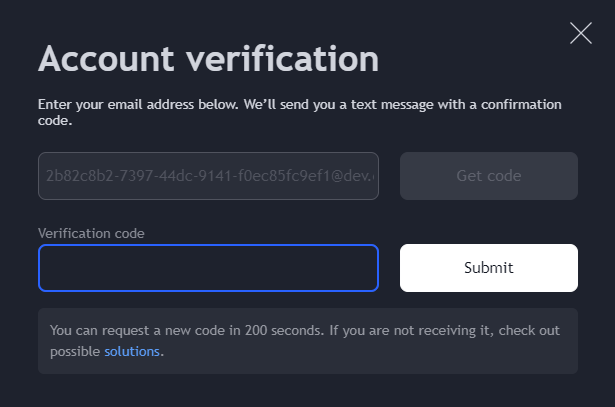 Account verification
Enter your email address below. We’ll send you a text message with a confirmation
code.
2b82c8b2-7397-44dc-9141-f0ec85fc9ef1@dev.
Get code
Verification code
Submit
You can request a new code in 200 seconds. If you are not receiving it, check out
possible solutions.